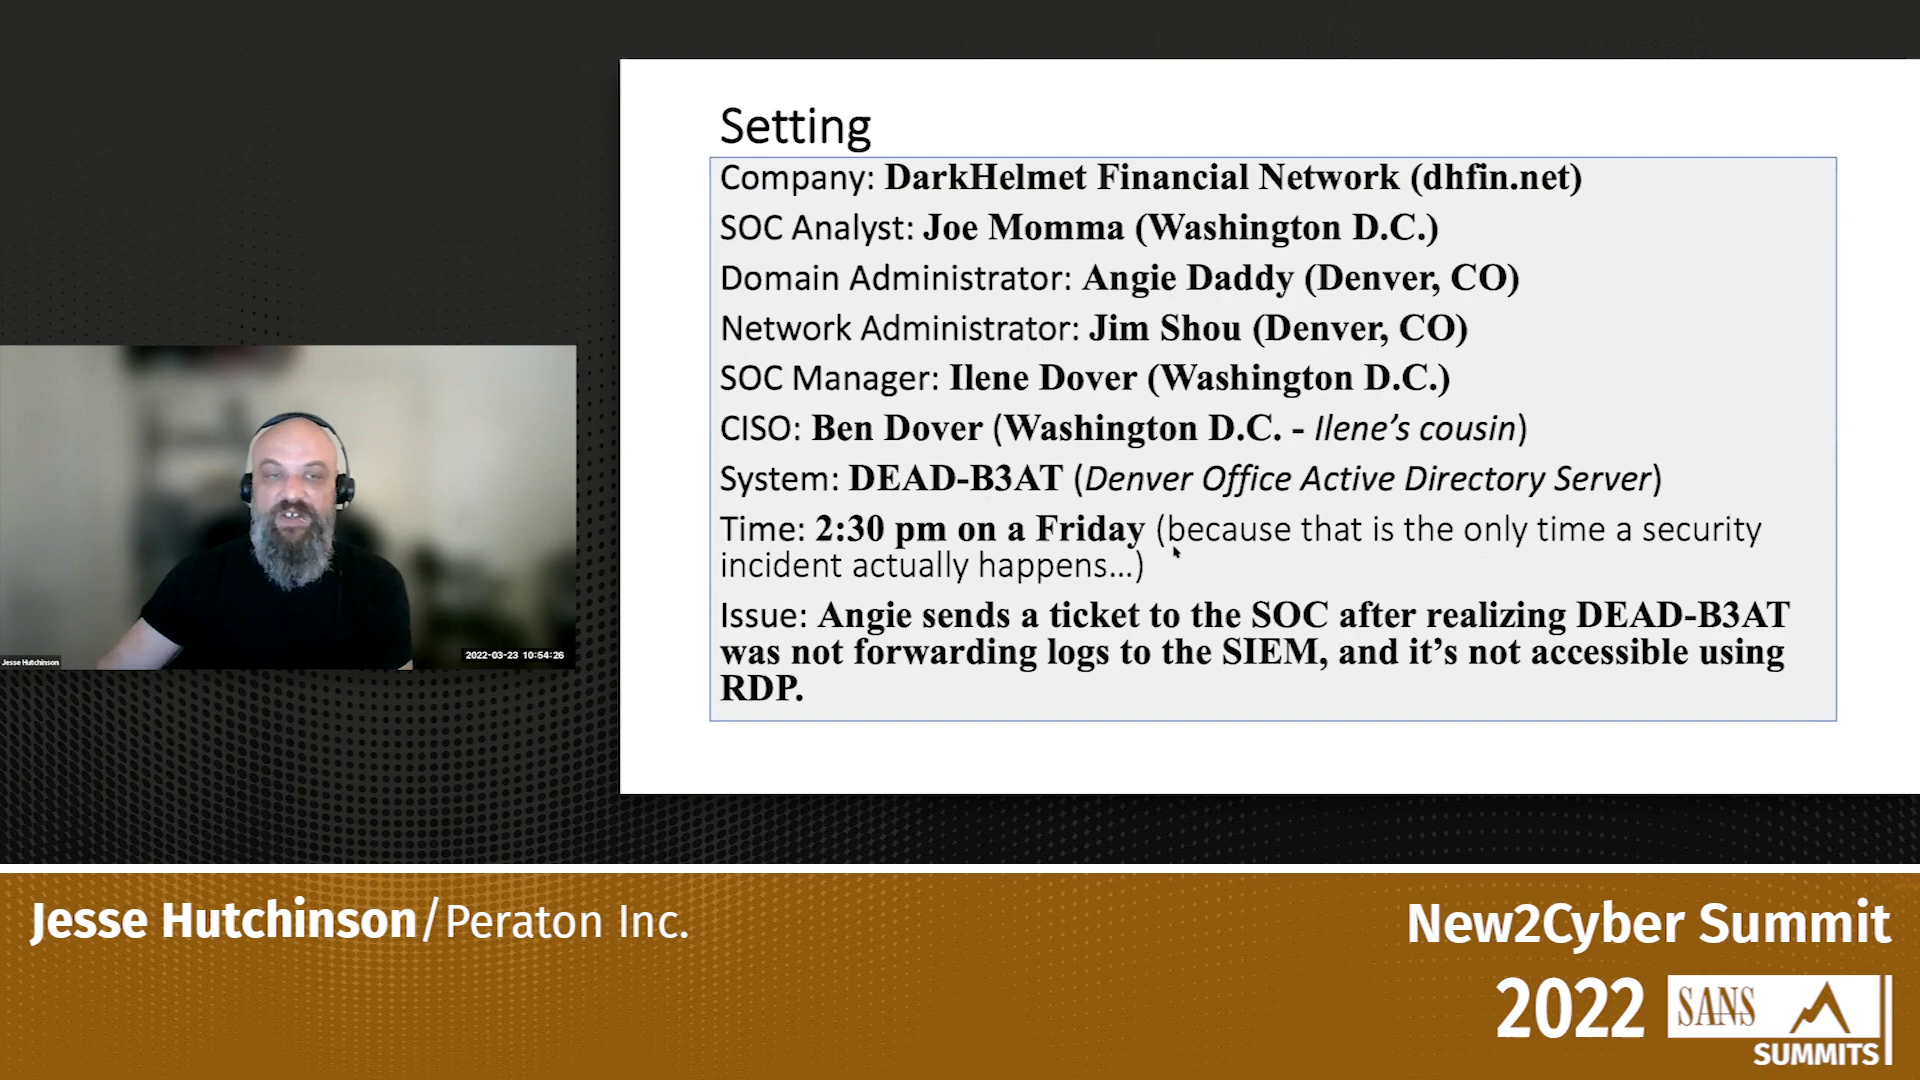 Setting
Company: DarkHelmet Financial Network (dhfin.net)
SOC Analyst: Joe Momma (Washington D.C.)
Domain Administrator: Angie Daddy (Denver, CO)
Network Administrator: Jim Shou (Denver, CO)
SOC Manager: Ilene Dover (Washington D.C.)
CISO: Ben Dover (Washington D.C. - Ilene’s cousin)
System: DEAD-B3AT (Denver Office Active Directory Server)
Time: 2:30 pm on a Friday (because that is the only time a security
incident actually happens...)
Issue: Angie sends a ticket to the SOC after realizing DEAD-B3AT
was not forwarding logs to the SIEM, and it’s not accessible using
RDP.
2022-03-23 10:54:26
Jesse Hutchinson
Jesse Hutchinson/Peraton Inc.
New2Cyber Summit
2022
SANS
SUMMITS